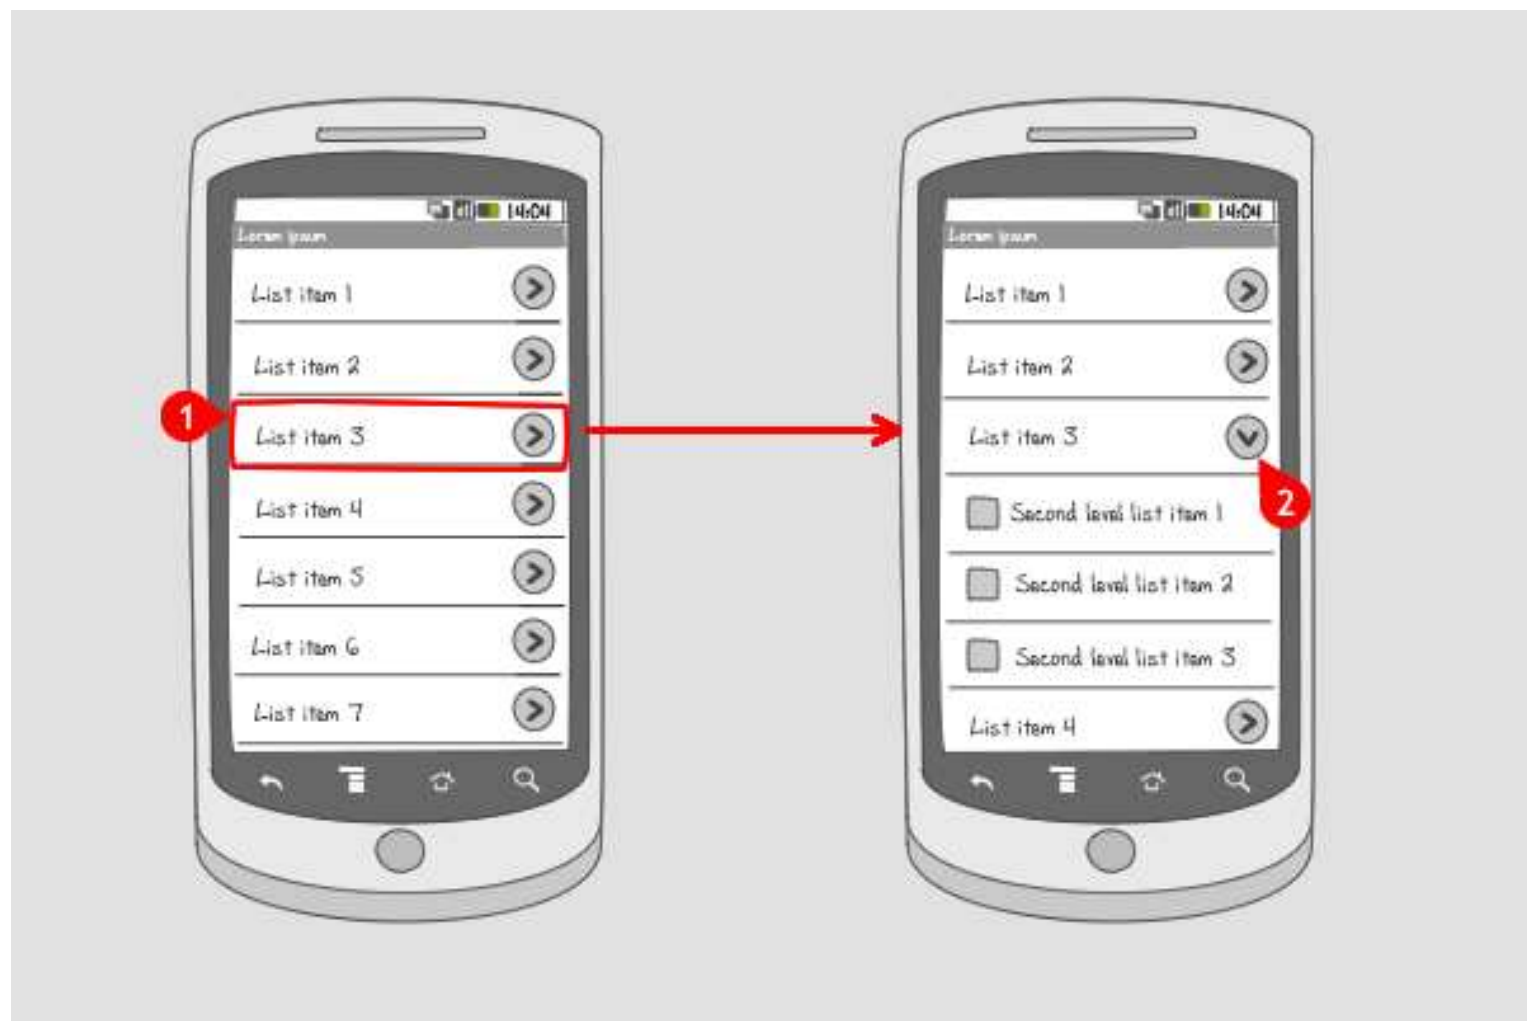 14:04
Lorem ipsum
List item 1
List item 2
1
List item 3
List item 4
List item 5
List item 6
List item 7
14:04
Lorem ipsum
List item 1
List item 2
List item 3
2
Second level list item 1
Second level list item 2
Second level list item 3
List item 4